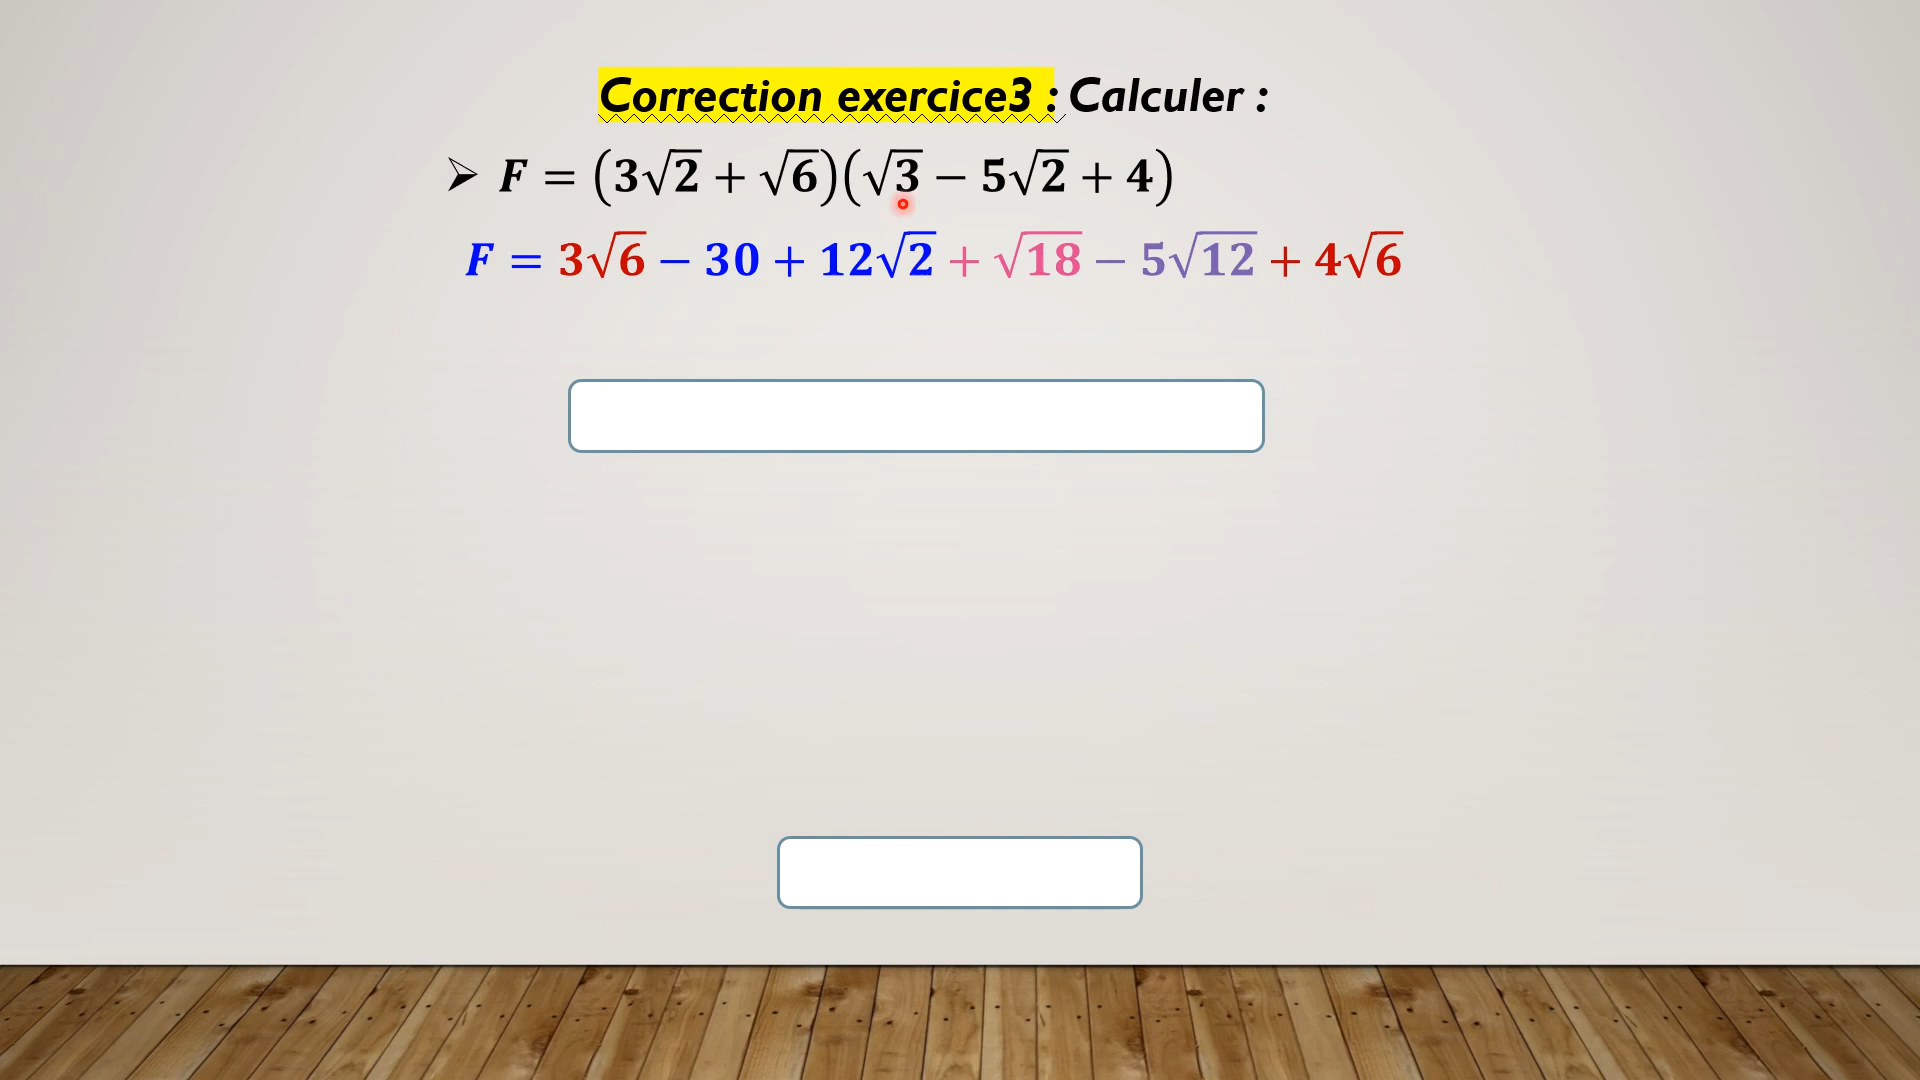 Correction exercice3 : Calculer :
➢ F = (3√2 + √6)(√3 − 5√2 + 4)
F = 3√6 − 30 + 12√2 + √18 − 5√12 + 4√6